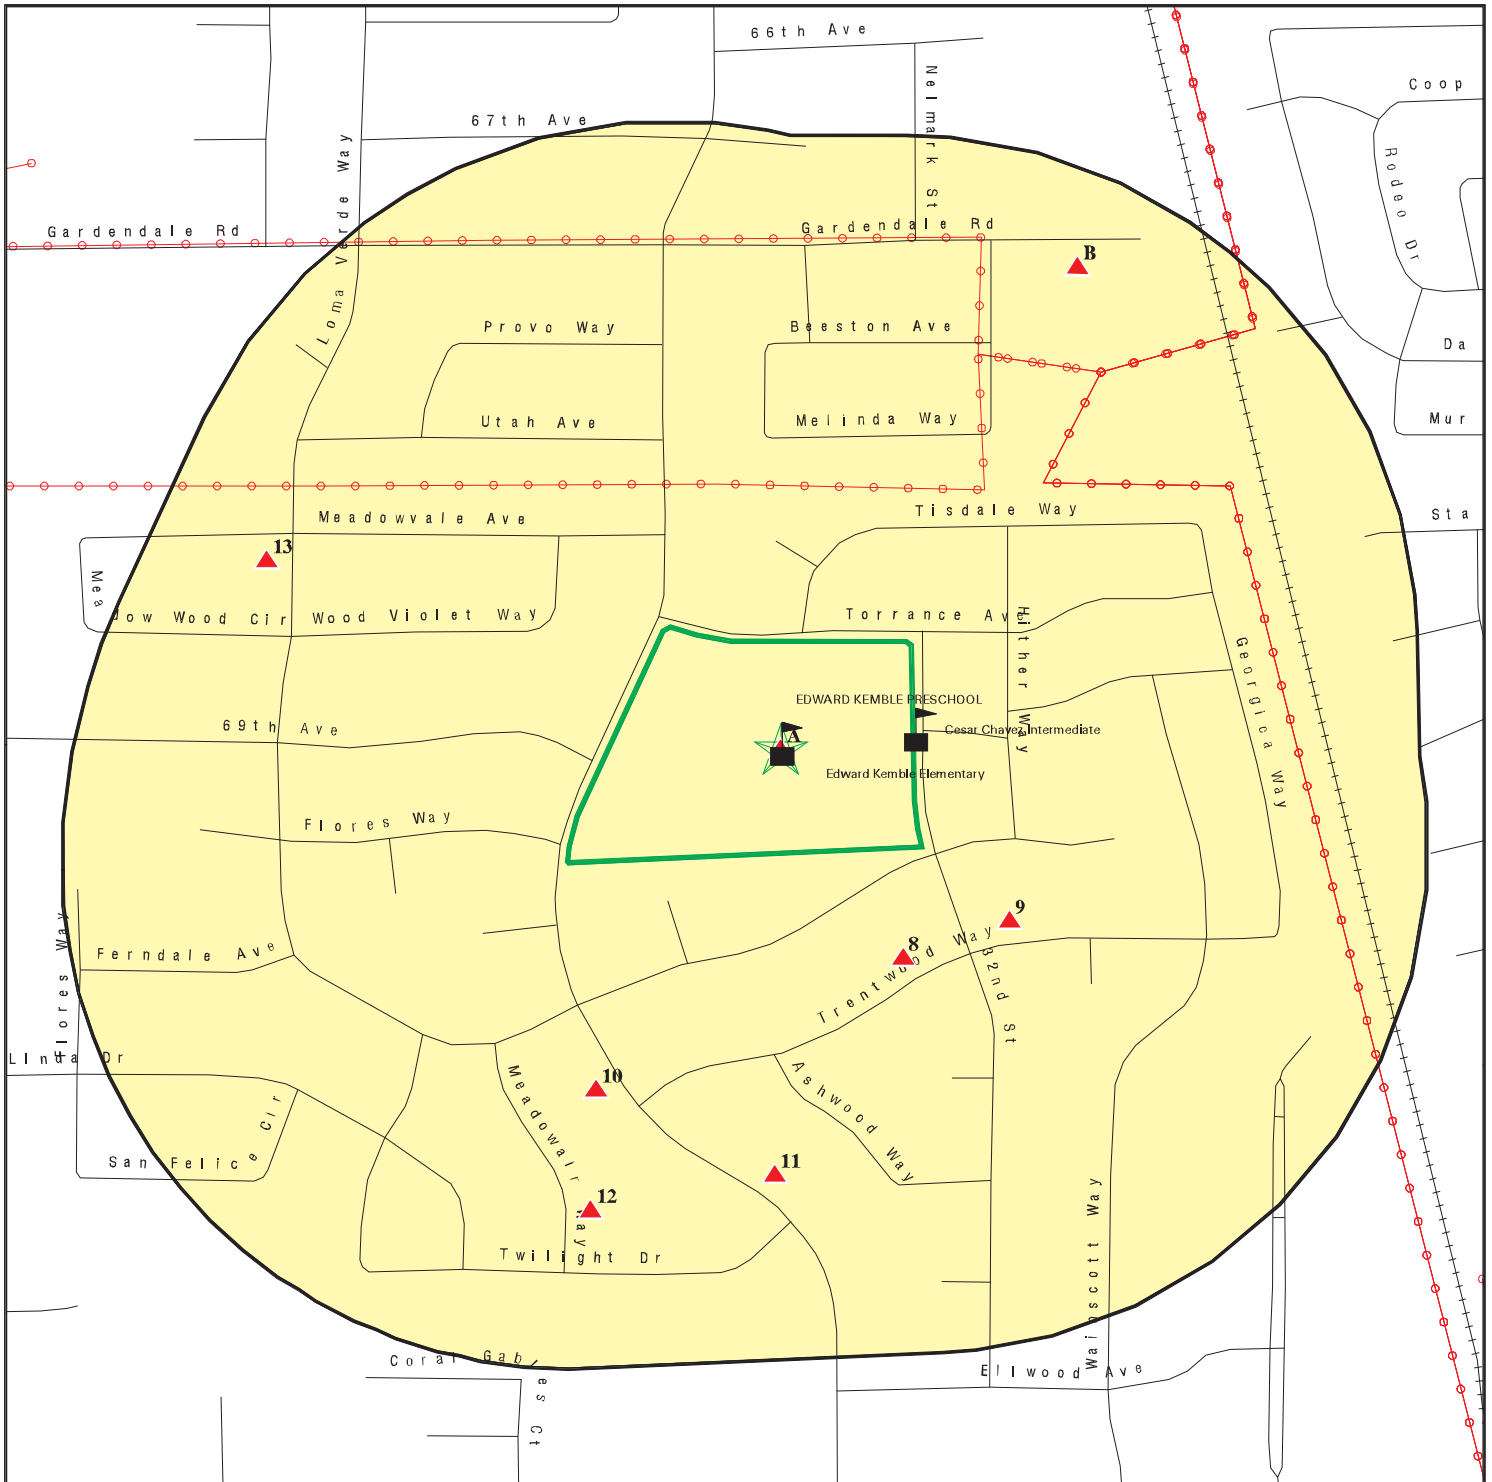 66th Ave
Nelmark St
Coop
67th Ave
Loma Verde Way
Rodeo Dr
Gardendale Rd
Gardendale Rd
B
Provo Way
Beeston Ave
Da
Utah Ave
Melinda Way
Mur
Meadowvale Ave
Tisdale Way
Sta
13
Mea
dow Wood Cir
Wood Violet Way
Torrance Ave
Hither Way
Georgica Way
EDWARD KEMBLE PRESCHOOL
69th Ave
A
Cesar Chavez Intermediate
Edward Kemble Elementary
Flores Way
9
Flores Way
Ferndale Ave
8
Trentwood Way
32nd St
LInda Dr
10
Meadowair Way
Ashwood Way
San Felice Cir
11
12
Twilight Dr
Wainscott Way
Coral Gables Ct
Ellwood Ave